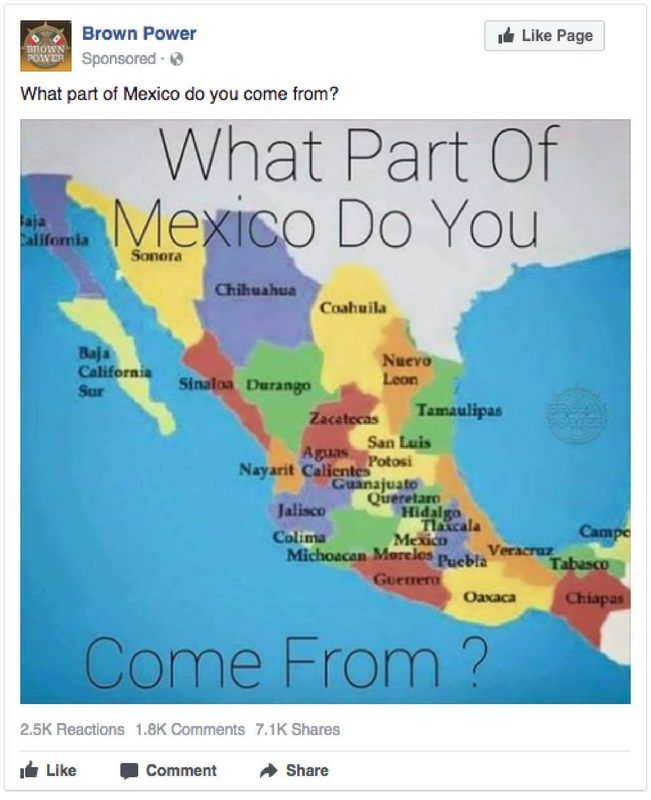 BROWN
POWER
Brown Power
Like Page
Sponsored ·
What part of Mexico do you come from?
What Part Of
Mexico Do You
Baja
California
Sonora
Chihuahua
Coahuila
Baja
California
Sur
Nuevo
Leon
Sinaloa
Durango
Tamaulipas
Zacatecas
San Luis
Potosi
Aguas
Calientes
Nayarit
Guanajuato
Queretaro
Jalisco
Hidalgo
Tlaxcala
Colima
Mexico
Campe
Michoacan
Morelos
Puebla
Veracruz
Tabasco
Guerrero
Oaxaca
Chiapas
Come From ?
2.5K Reactions 1.8K Comments 7.1K Shares
Like
Comment
Share